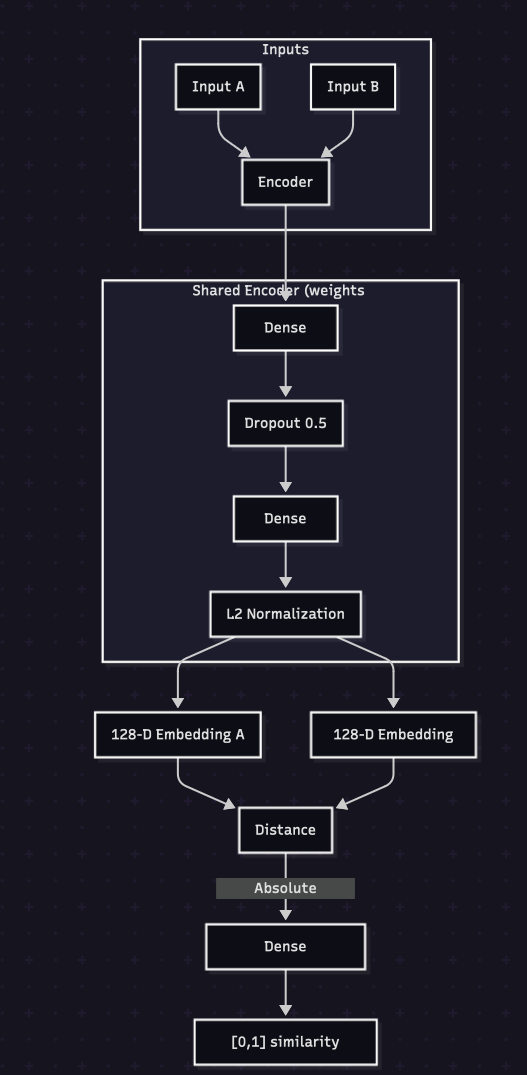 Inputs
Input A
Input B
Encoder
Shared Encoder (weights
Dense
Dropout 0.5
Dense
L2 Normalization
128-D Embedding A
128-D Embedding
Distance
Absolute
Dense
[0,1] similarity